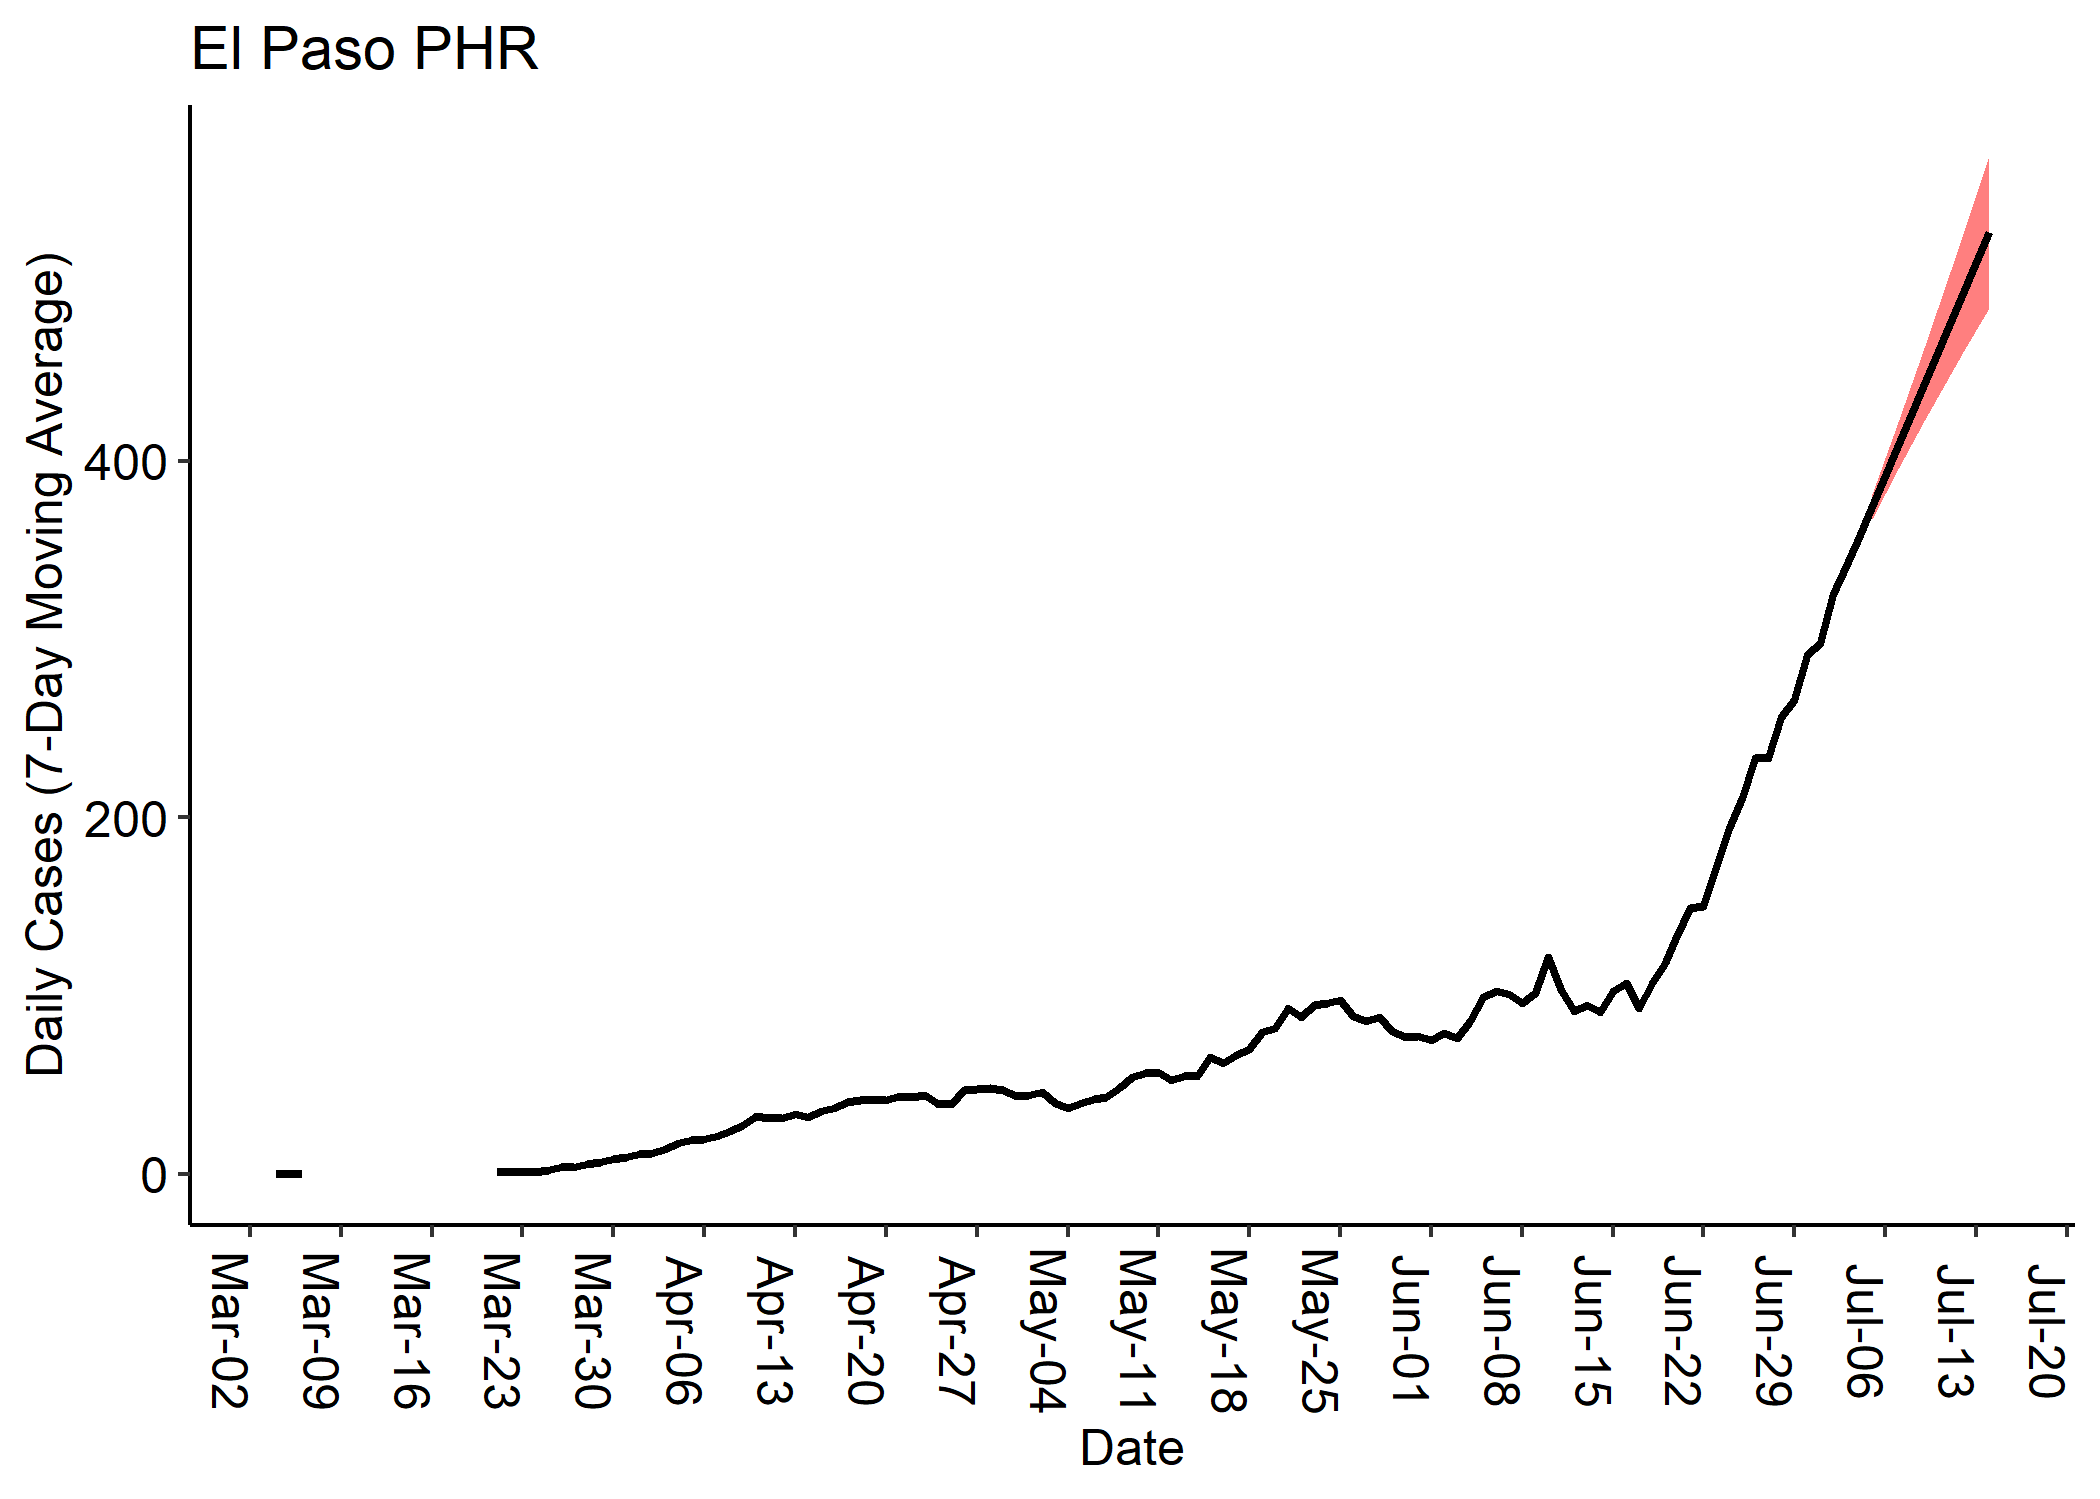 El Paso PHR
Daily Cases (7-Day Moving Average)
400
200
0
Mar-02
Mar-09
Mar-16
Mar-23
Mar-30
Apr-06
Apr-13
Apr-20
Apr-27
May-04
May-11
May-18
May-25
Jun-01
Jun-08
Jun-15
Jun-22
Jun-29
Jul-06
Jul-13
Jul-20
Date